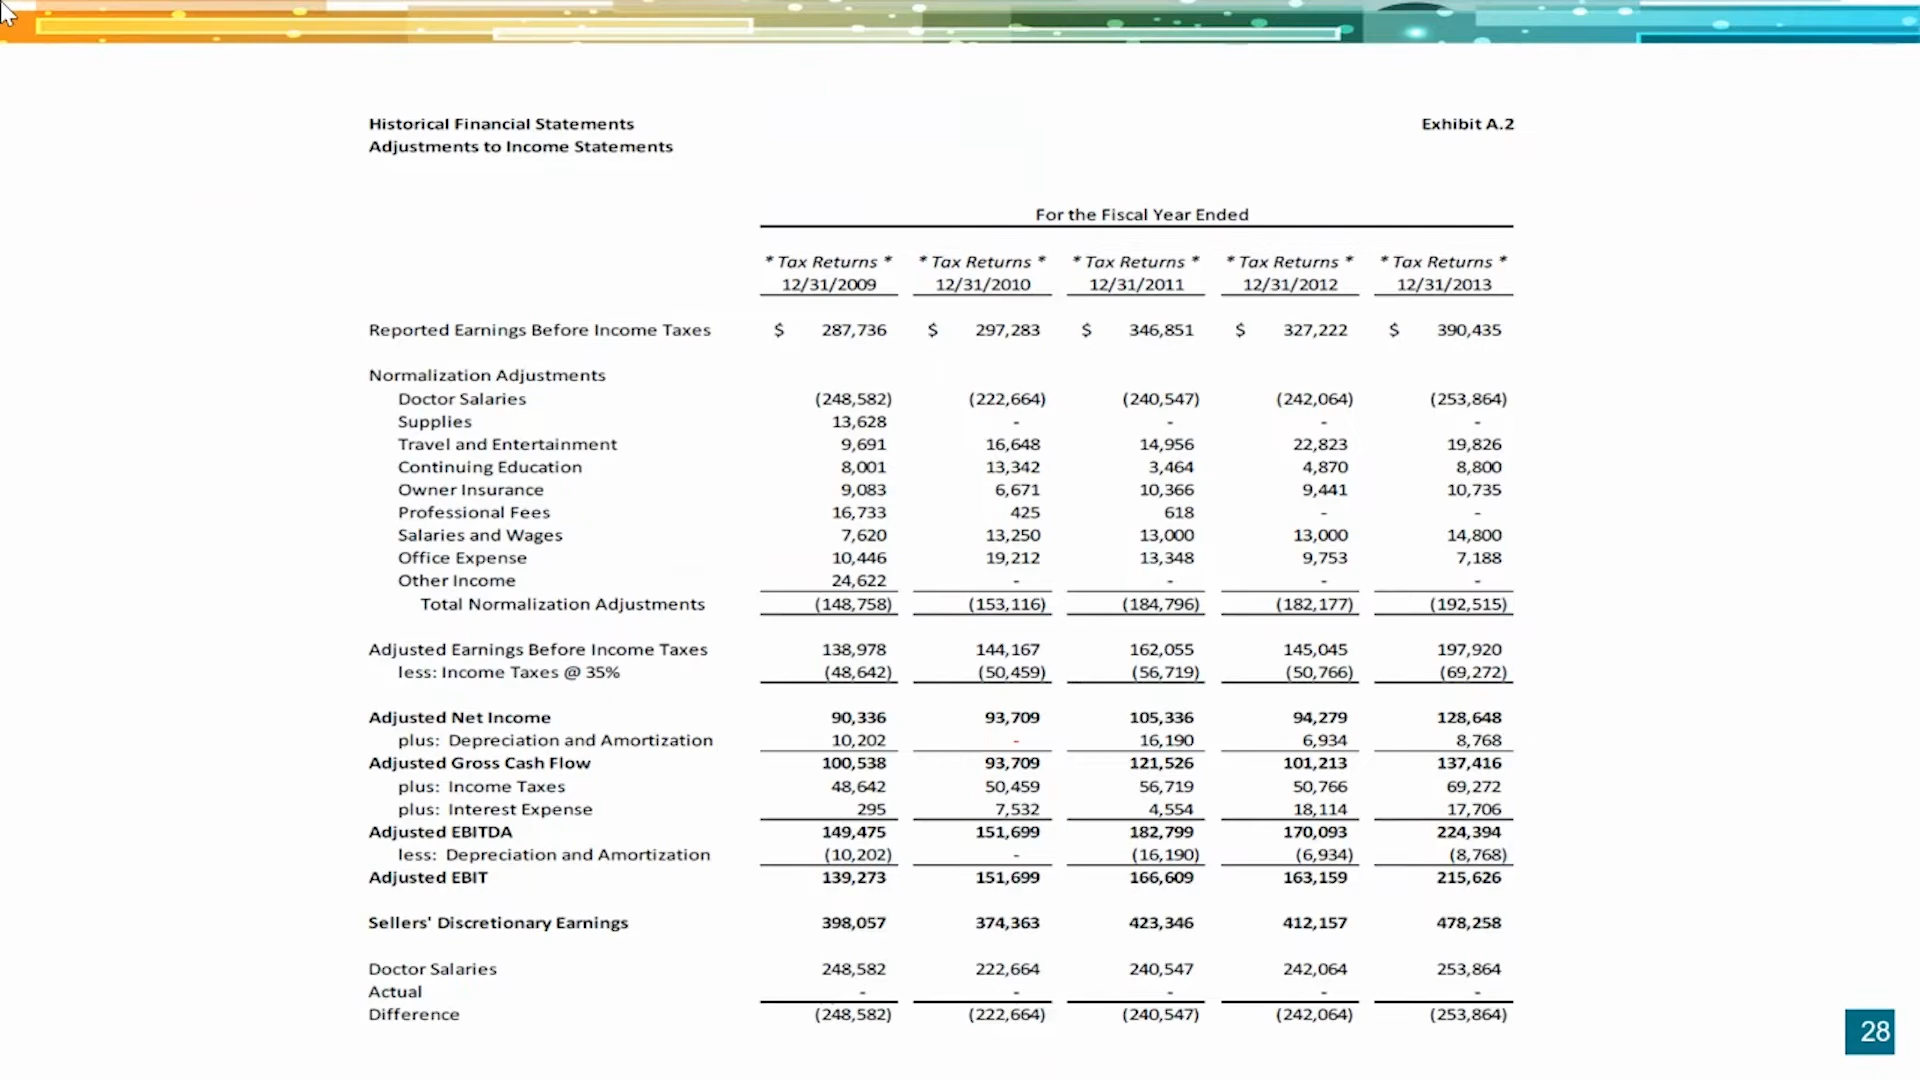 Historical Financial Statements Exhibit A.2
Adjustments to Income Statements
For the Fiscal Year Ended
* Tax Returns * * Tax Returns * * Tax Returns * * Tax Returns * * Tax Returns *
12/31/2009 12/31/2010 12/31/2011 12/31/2012 12/31/2013
Reported Earnings Before Income Taxes $ 287,736 $ 297,283 $ 346,851 $ 327,222 $ 390,435
Normalization Adjustments
Doctor Salaries (248,582) (222,664) (240,547) (242,064) (253,864)
Supplies 13,628 - - - -
Travel and Entertainment 9,691 16,648 14,956 22,823 19,826
Continuing Education 8,001 13,342 3,464 4,870 8,800
Owner Insurance 9,083 6,671 10,366 9,441 10,735
Professional Fees 16,733 425 618 - -
Salaries and Wages 7,620 13,250 13,000 13,000 14,800
Office Expense 10,446 19,212 13,348 9,753 7,188
Other Income 24,622 - - - -
Total Normalization Adjustments (148,758) (153,116) (184,796) (182,177) (192,515)
Adjusted Earnings Before Income Taxes 138,978 144,167 162,055 145,045 197,920
less: Income Taxes @ 35% (48,642) (50,459) (56,719) (50,766) (69,272)
Adjusted Net Income 90,336 93,709 105,336 94,279 128,648
plus: Depreciation and Amortization 10,202 - 16,190 6,934 8,768
Adjusted Gross Cash Flow 100,538 93,709 121,526 101,213 137,416
plus: Income Taxes 48,642 50,459 56,719 50,766 69,272
plus: Interest Expense 295 7,532 4,554 18,114 17,706
Adjusted EBITDA 149,475 151,699 182,799 170,093 224,394
less: Depreciation and Amortization (10,202) - (16,190) (6,934) (8,768)
Adjusted EBIT 139,273 151,699 166,609 163,159 215,626
Sellers' Discretionary Earnings 398,057 374,363 423,346 412,157 478,258
Doctor Salaries 248,582 222,664 240,547 242,064 253,864
Actual - - - - -
Difference (248,582) (222,664) (240,547) (242,064) (253,864)
28